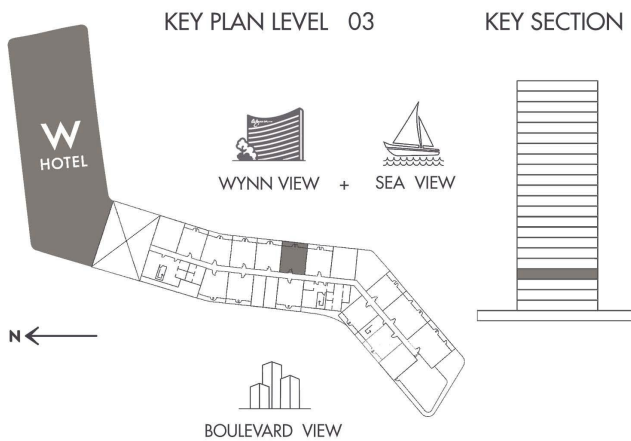 KEY PLAN LEVEL 03
KEY SECTION
W
HOTEL
WYNN VIEW + SEA VIEW
N
BOULEVARD VIEW